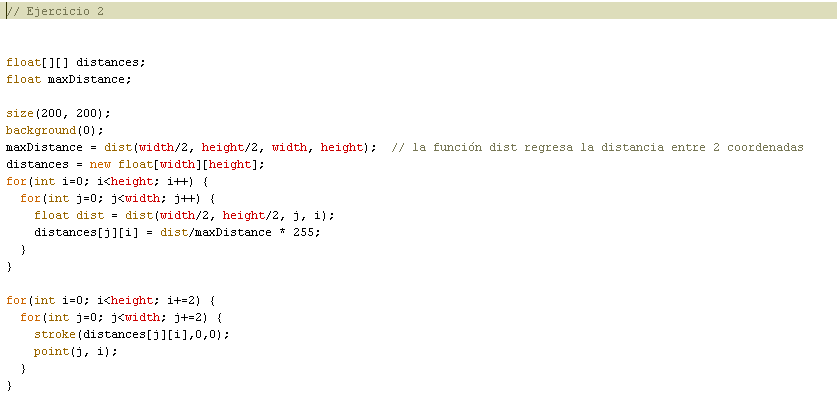 // Ejercicio 2
float[][] distances;
float maxDistance;
size(200, 200);
background(0);
maxDistance = dist(width/2, height/2, width, height);  // la función dist regresa la distancia entre 2 coordenadas
distances = new float[width][height];
for(int i=0; i<height; i++) {
  for(int j=0; j<width; j++) {
    float dist = dist(width/2, height/2, j, i);
    distances[j][i] = dist/maxDistance * 255;
  }
}
for(int i=0; i<height; i+=2) {
  for(int j=0; j<width; j+=2) {
    stroke(distances[j][i],0,0);
    point(j, i);
  }
}